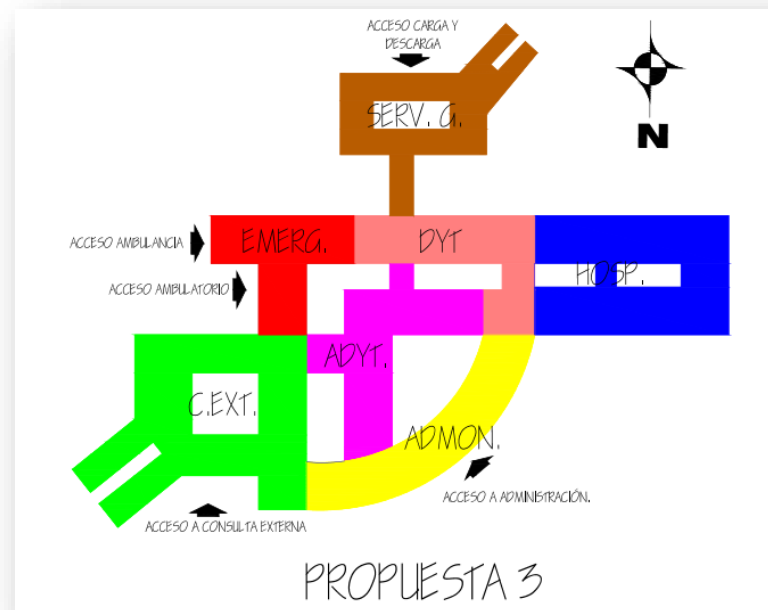 ACCESO CARGA Y
DESCARGA
SERV. G.
N
ACCESO AMBULANCIA
EMERG.
DYT
HOSP.
ACCESO AMBULATORIO
ADYT.
C.EXT.
ADMON.
ACCESO A ADMINISTRACIÓN.
ACCESO A CONSULTA EXTERNA
PROPUESTA 3